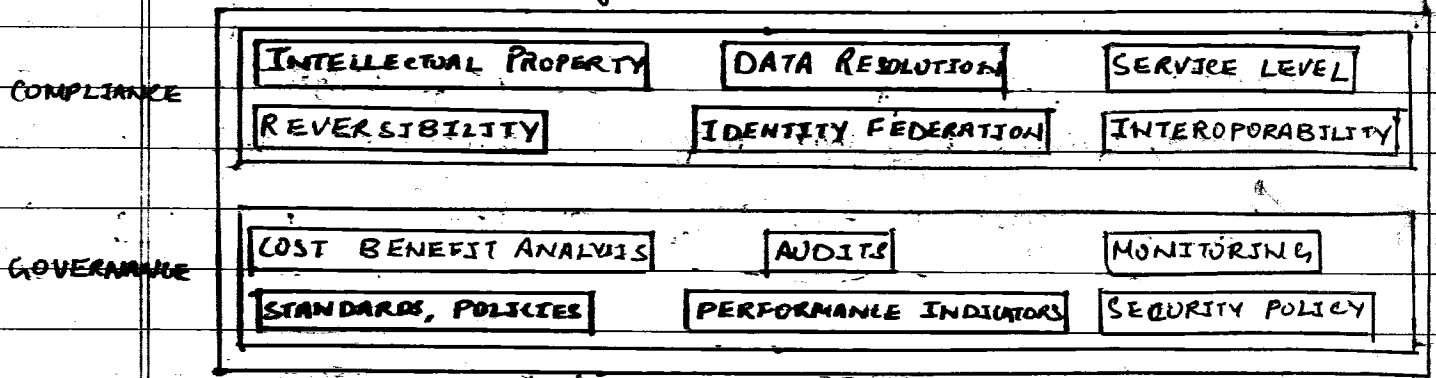 INTELLECTUAL PROPERTY DATA RESOLUTION SERVICE LEVEL
COMPLIANCE
REVERSIBILITY IDENTITY FEDERATION INTEROPORABILITY
COST BENEFIT ANALYSIS AUDITS MONITORING
GOVERNANCE
STANDARDS, POLICIES PERFORMANCE INDICATORS SECURITY POLICY